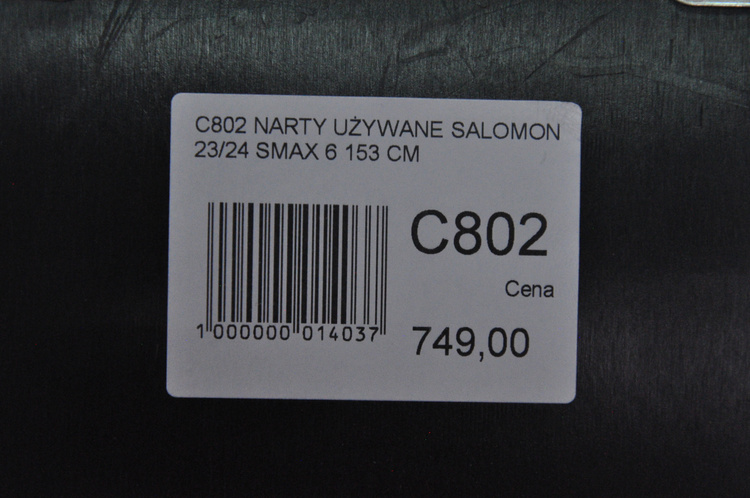 C802 NARTY UŻYWANE SALOMON
23/24 SMAX 6 153 CM
C802
Cena
1 000000 014037
749,00